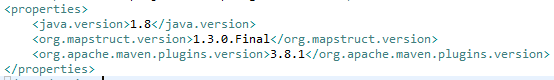 <properties>
<java.version>1.8</java.version>
<org.mapstruct.version>1.3.0.Final</org.mapstruct.version>
<org.apache.maven.plugins.version>3.8.1</org.apache.maven.plugins.version>
</properties>